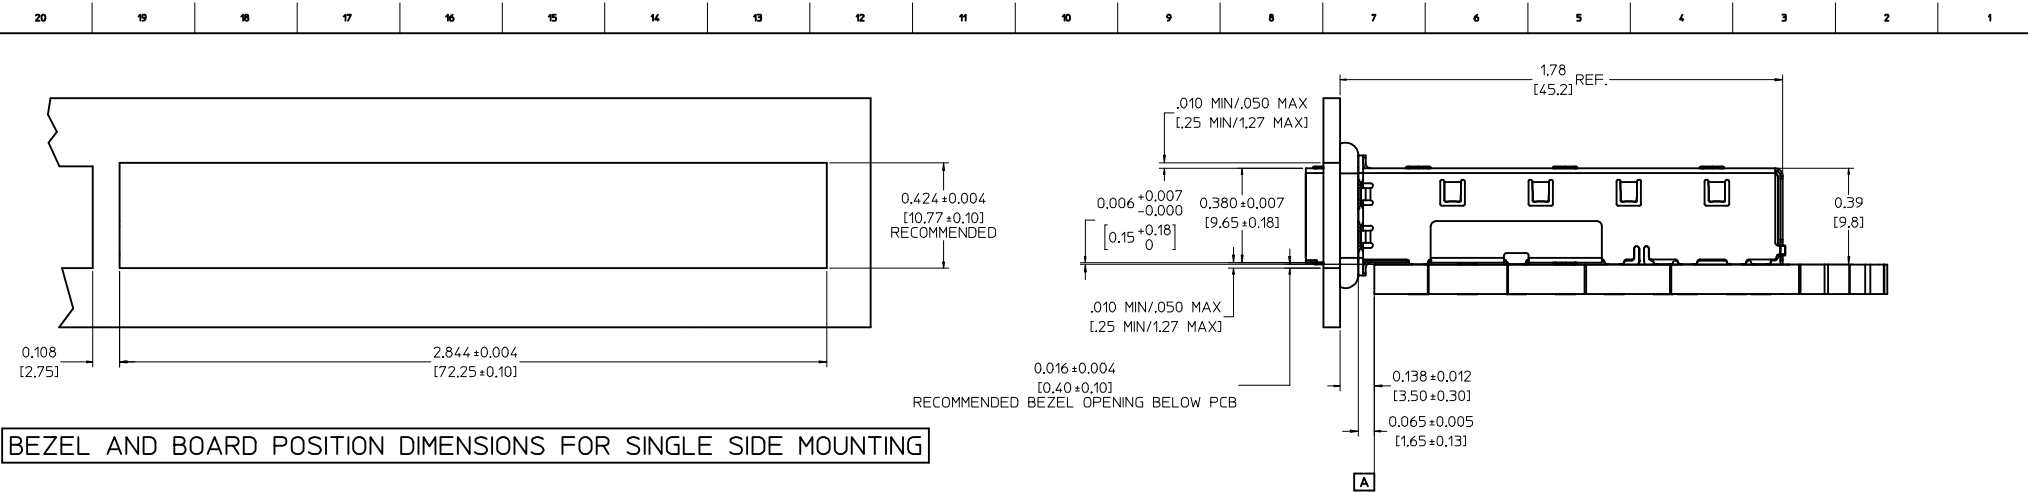 20 19 18 17 16 15 14 13 12 11 10 9 8 7 6 5 4 3 2 1
1.78 REF.
[45.2]
.010 MIN/.050 MAX
[.25 MIN/1.27 MAX]
0.424±0.004
[10.77±0.10]
RECOMMENDED
0.006 +0.007
-0.000
[0.15 +0.18]
0
0.380±0.007
[9.65±0.18]
0.39
[9.8]
.010 MIN/.050 MAX
[.25 MIN/1.27 MAX]
0.108
[2.75]
2.844±0.004
[72.25±0.10]
0.016±0.004
[0.40±0.10]
RECOMMENDED BEZEL OPENING BELOW PCB
0.138±0.012
[3.50±0.30]
0.065±0.005
[1.65±0.13]
BEZEL AND BOARD POSITION DIMENSIONS FOR SINGLE SIDE MOUNTING
A